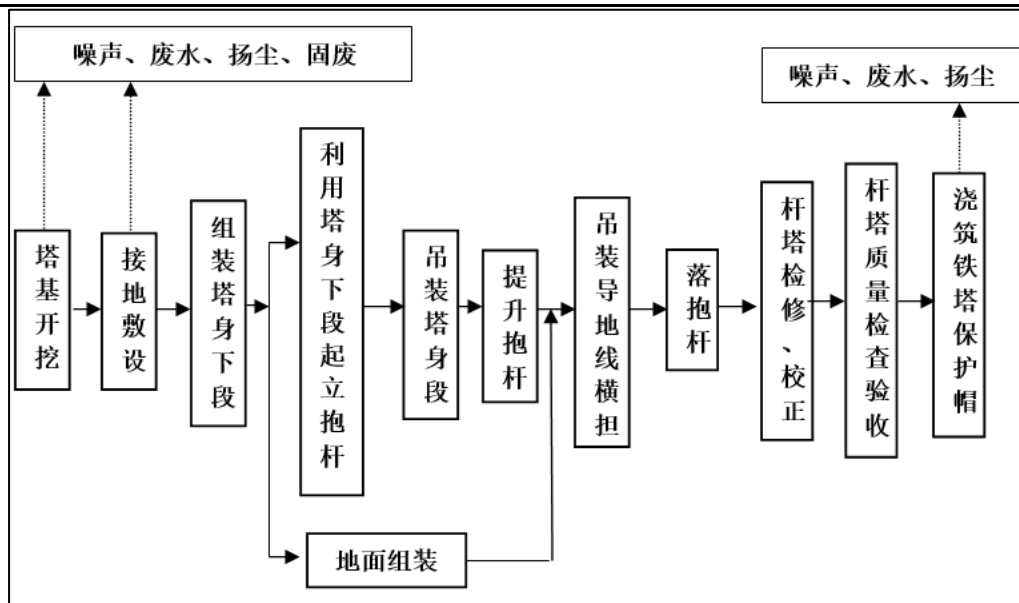 噪声、废水、扬尘、固废
噪声、废水、扬尘
塔基开挖
接地敷设
组装塔身下段
利用塔身下段起立抱杆
吊装塔身段
提升抱杆
吊装导地线横担
落抱杆
杆塔检修、校正
杆塔质量检查验收
浇筑铁塔保护帽
地面组装